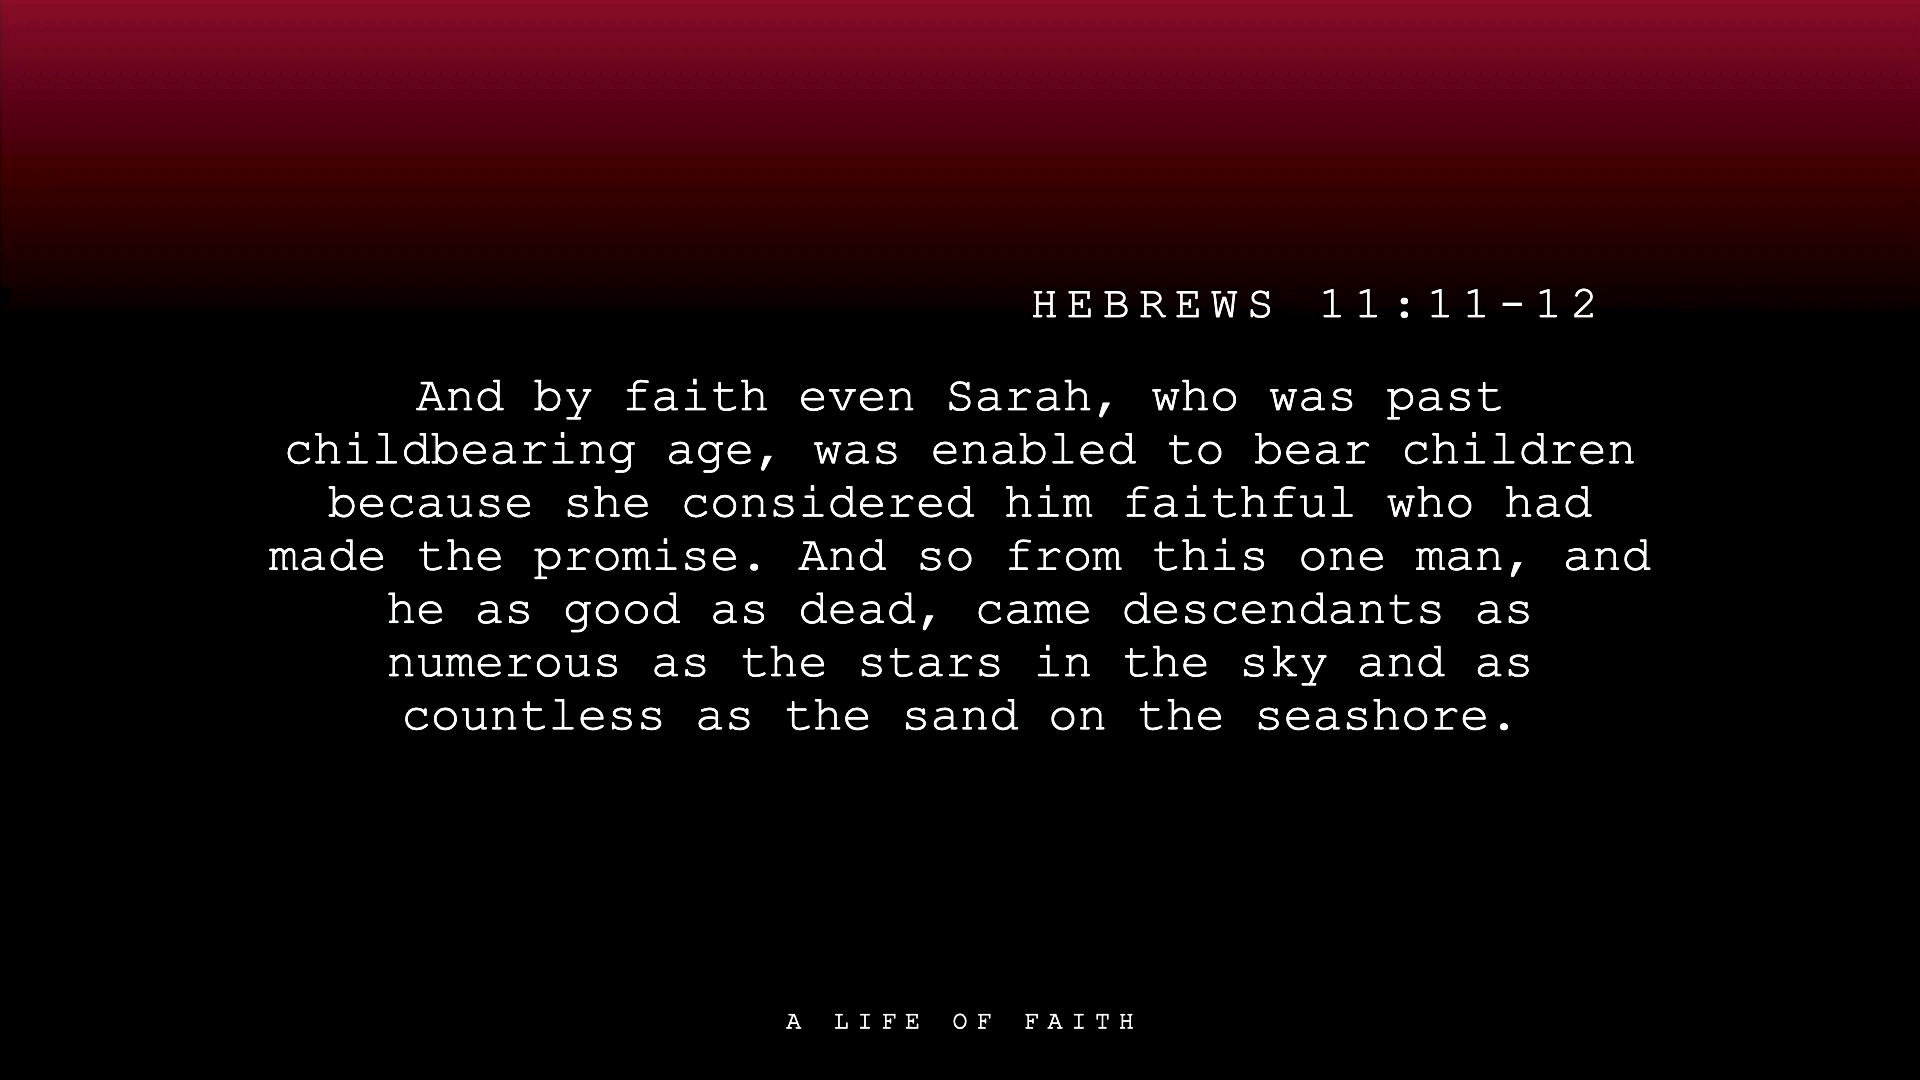 HEBREWS 11:11-12
And by faith even Sarah, who was past
childbearing age, was enabled to bear children
because she considered him faithful who had
made the promise. And so from this one man, and
he as good as dead, came descendants as
numerous as the stars in the sky and as
countless as the sand on the seashore.
A LIFE OF FAITH